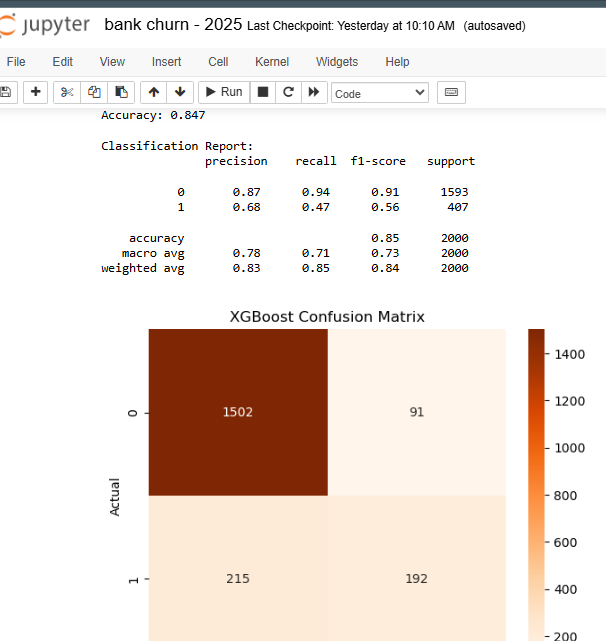 jupyter bank churn - 2025 Last Checkpoint: Yesterday at 10:10 AM (autosaved)
File Edit View Insert Cell Kernel Widgets Help
Run Code
Accuracy: 0.847
Classification Report:
precision recall f1-score support
0 0.87 0.94 0.91 1593
1 0.68 0.47 0.56 407
accuracy 0.85 2000
macro avg 0.78 0.71 0.73 2000
weighted avg 0.83 0.85 0.84 2000
XGBoost Confusion Matrix
1400
0 1502 91
1200
1000
Actual
800
600
1 215 192
400
200